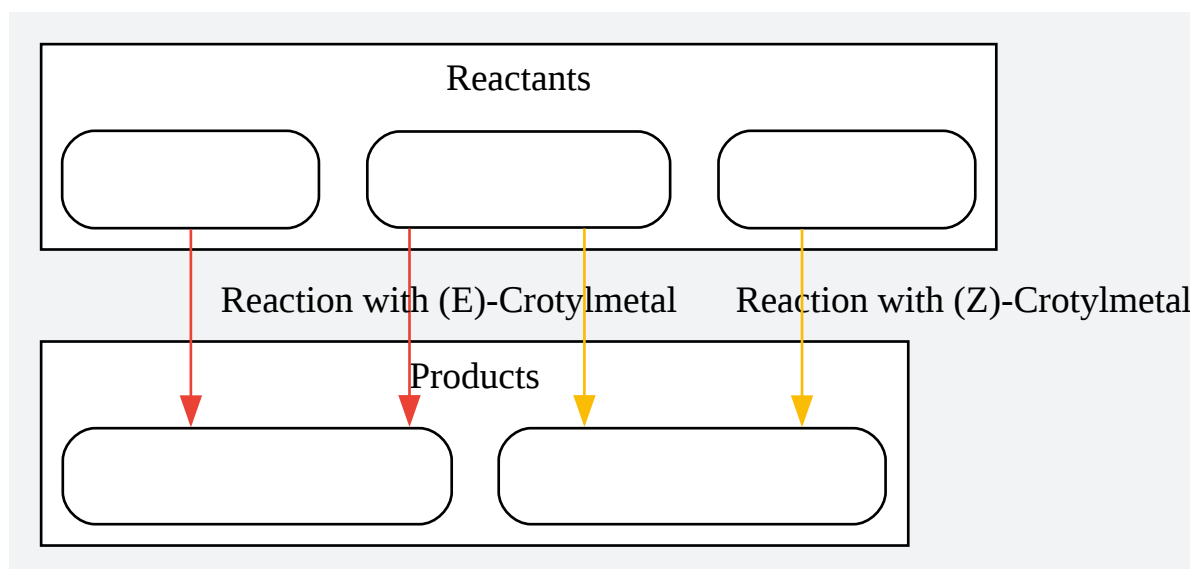 Reactants
Reaction with (E)-Crotylmetal
Reaction with (Z)-Crotylmetal
Products